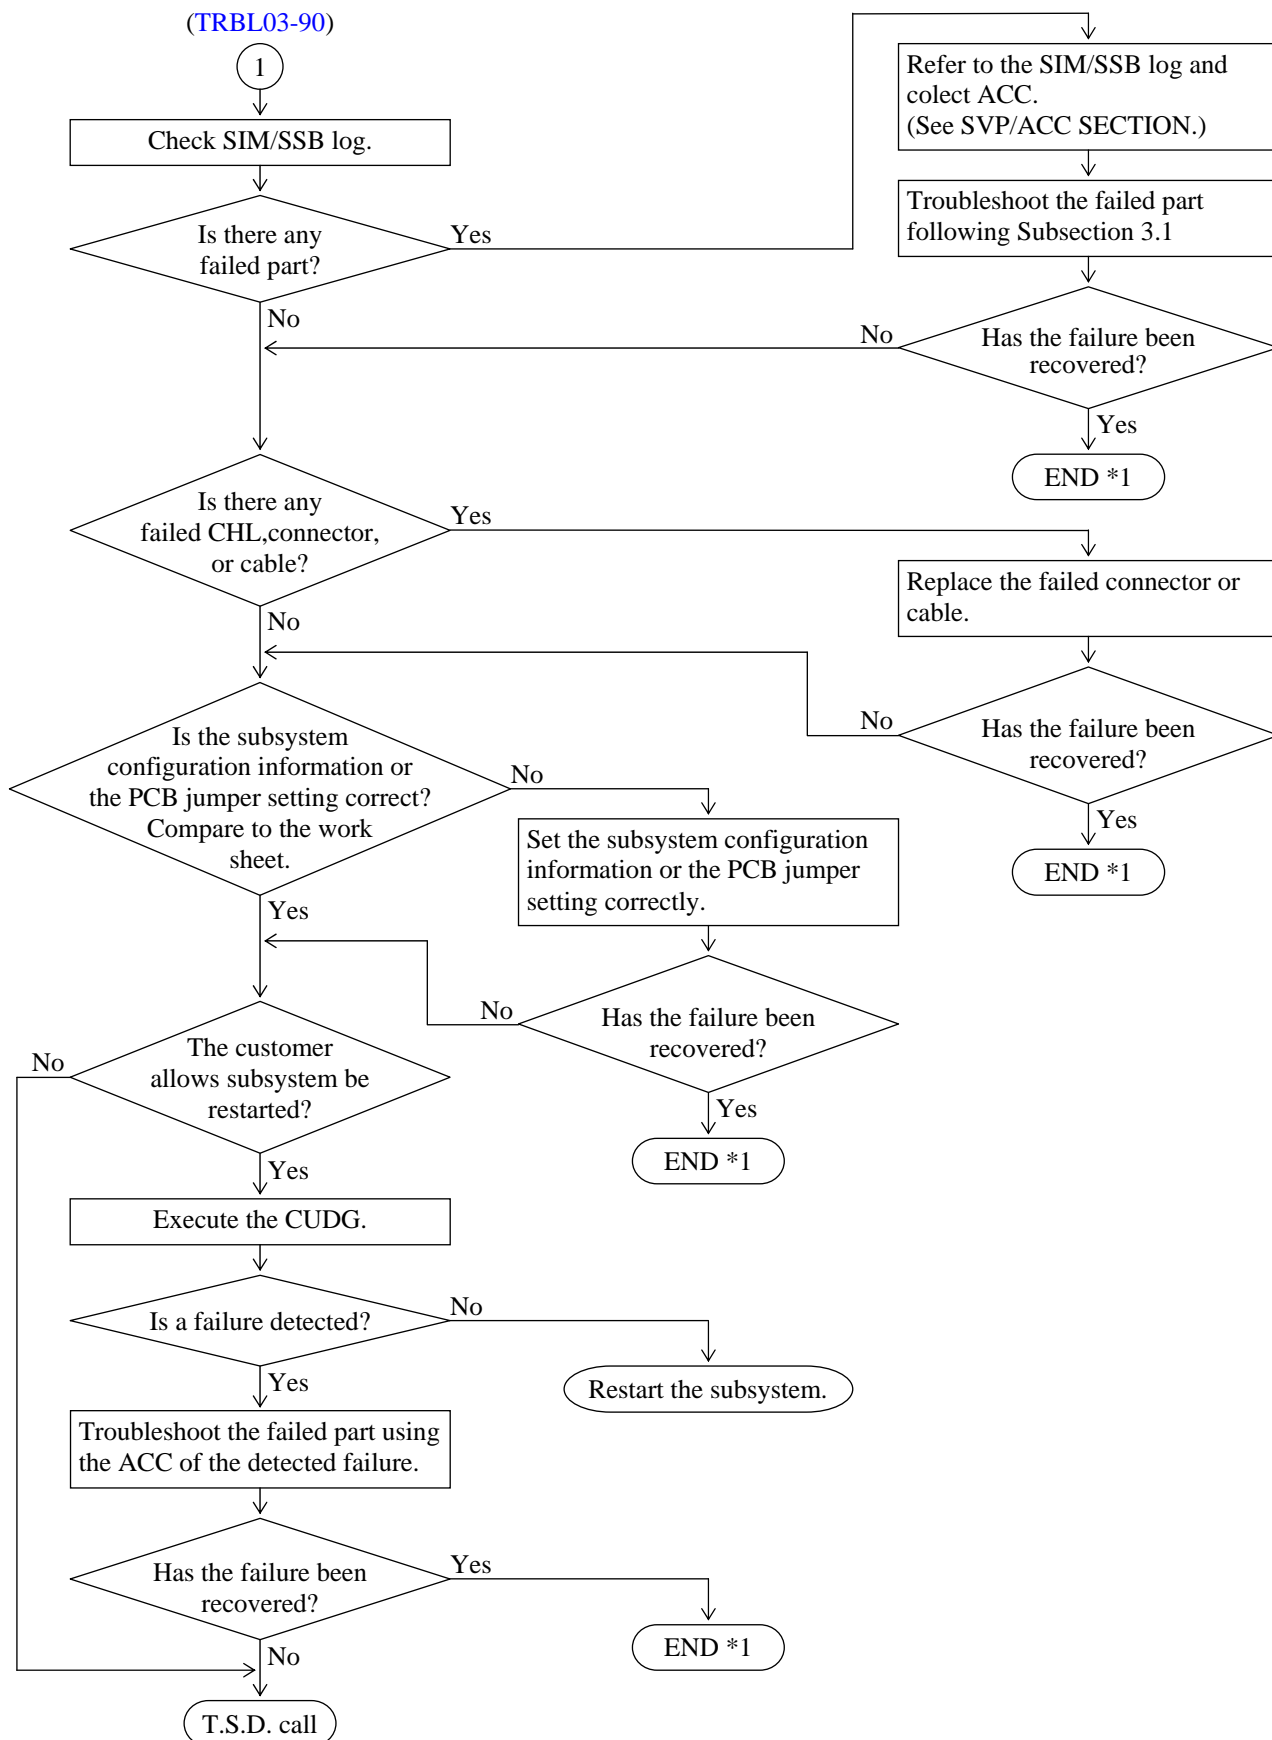 (TRBL03-90)
1
Check SIM/SSB log.
Is there any
failed part?
Yes
No
Refer to the SIM/SSB log and
colect ACC.
(See SVP/ACC SECTION.)
Troubleshoot the failed part
following Subsection 3.1
Has the failure been
recovered?
No
Yes
END *1
Is there any
failed CHL,connector,
or cable?
Yes
No
Replace the failed connector or
cable.
Has the failure been
recovered?
No
Yes
END *1
Is the subsystem
configuration information or
the PCB jumper setting correct?
Compare to the work
sheet.
No
Yes
Set the subsystem configuration
information or the PCB jumper
setting correctly.
Has the failure been
recovered?
No
Yes
END *1
The customer
allows subsystem be
restarted?
No
Yes
Execute the CUDG.
Is a failure detected?
No
Yes
Restart the subsystem.
Troubleshoot the failed part using
the ACC of the detected failure.
Has the failure been
recovered?
Yes
No
END *1
T.S.D. call